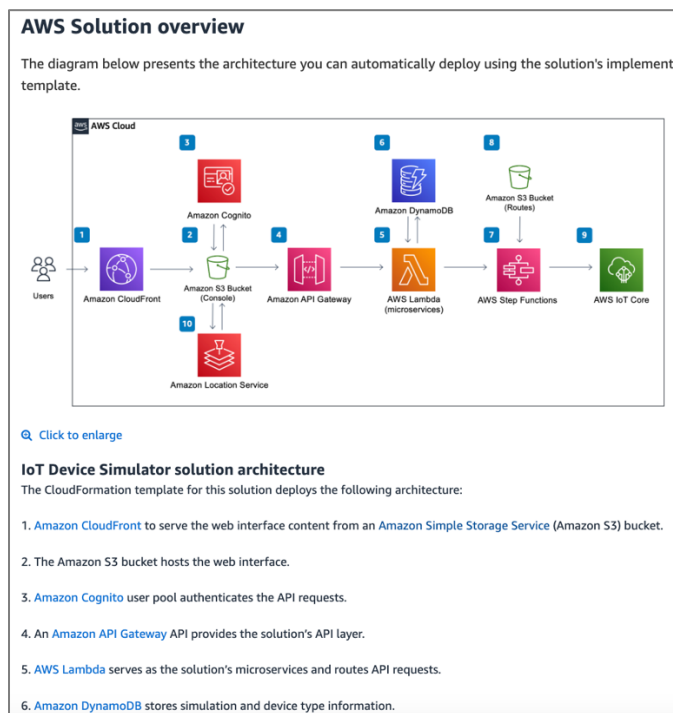 AWS Solution overview
The diagram below presents the architecture you can automatically deploy using the solution's implement
template.
aws AWS Cloud
3
6
8
Amazon S3 Bucket
(Routes)
Amazon Cognito
Amazon DynamoDB
1
2
4
5
7
9
Users
Amazon CloudFront
Amazon S3 Bucket
(Console)
Amazon API Gateway
AWS Lambda
(microservices)
AWS Step Functions
AWS IoT Core
10
Amazon Location Service
Click to enlarge
IoT Device Simulator solution architecture
The CloudFormation template for this solution deploys the following architecture:
1. Amazon CloudFront to serve the web interface content from an Amazon Simple Storage Service (Amazon S3) bucket.
2. The Amazon S3 bucket hosts the web interface.
3. Amazon Cognito user pool authenticates the API requests.
4. An Amazon API Gateway API provides the solution's API layer.
5. AWS Lambda serves as the solution's microservices and routes API requests.
6. Amazon DynamoDB stores simulation and device type information.